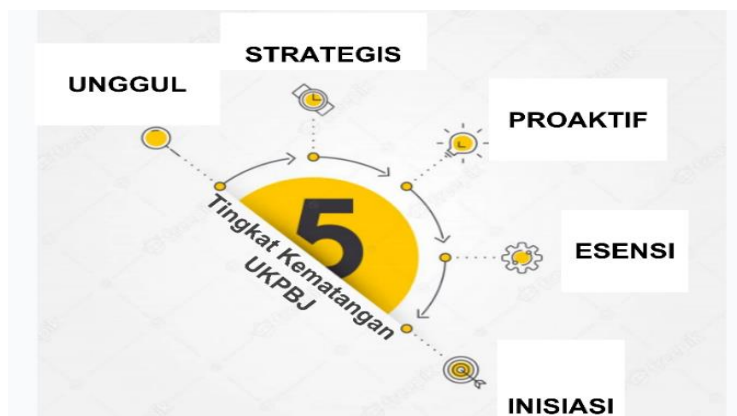 STRATEGIS
UNGGUL
PROAKTIF
5
Tingkat Kematangan
UKPBJ
ESENSI
INISIASI